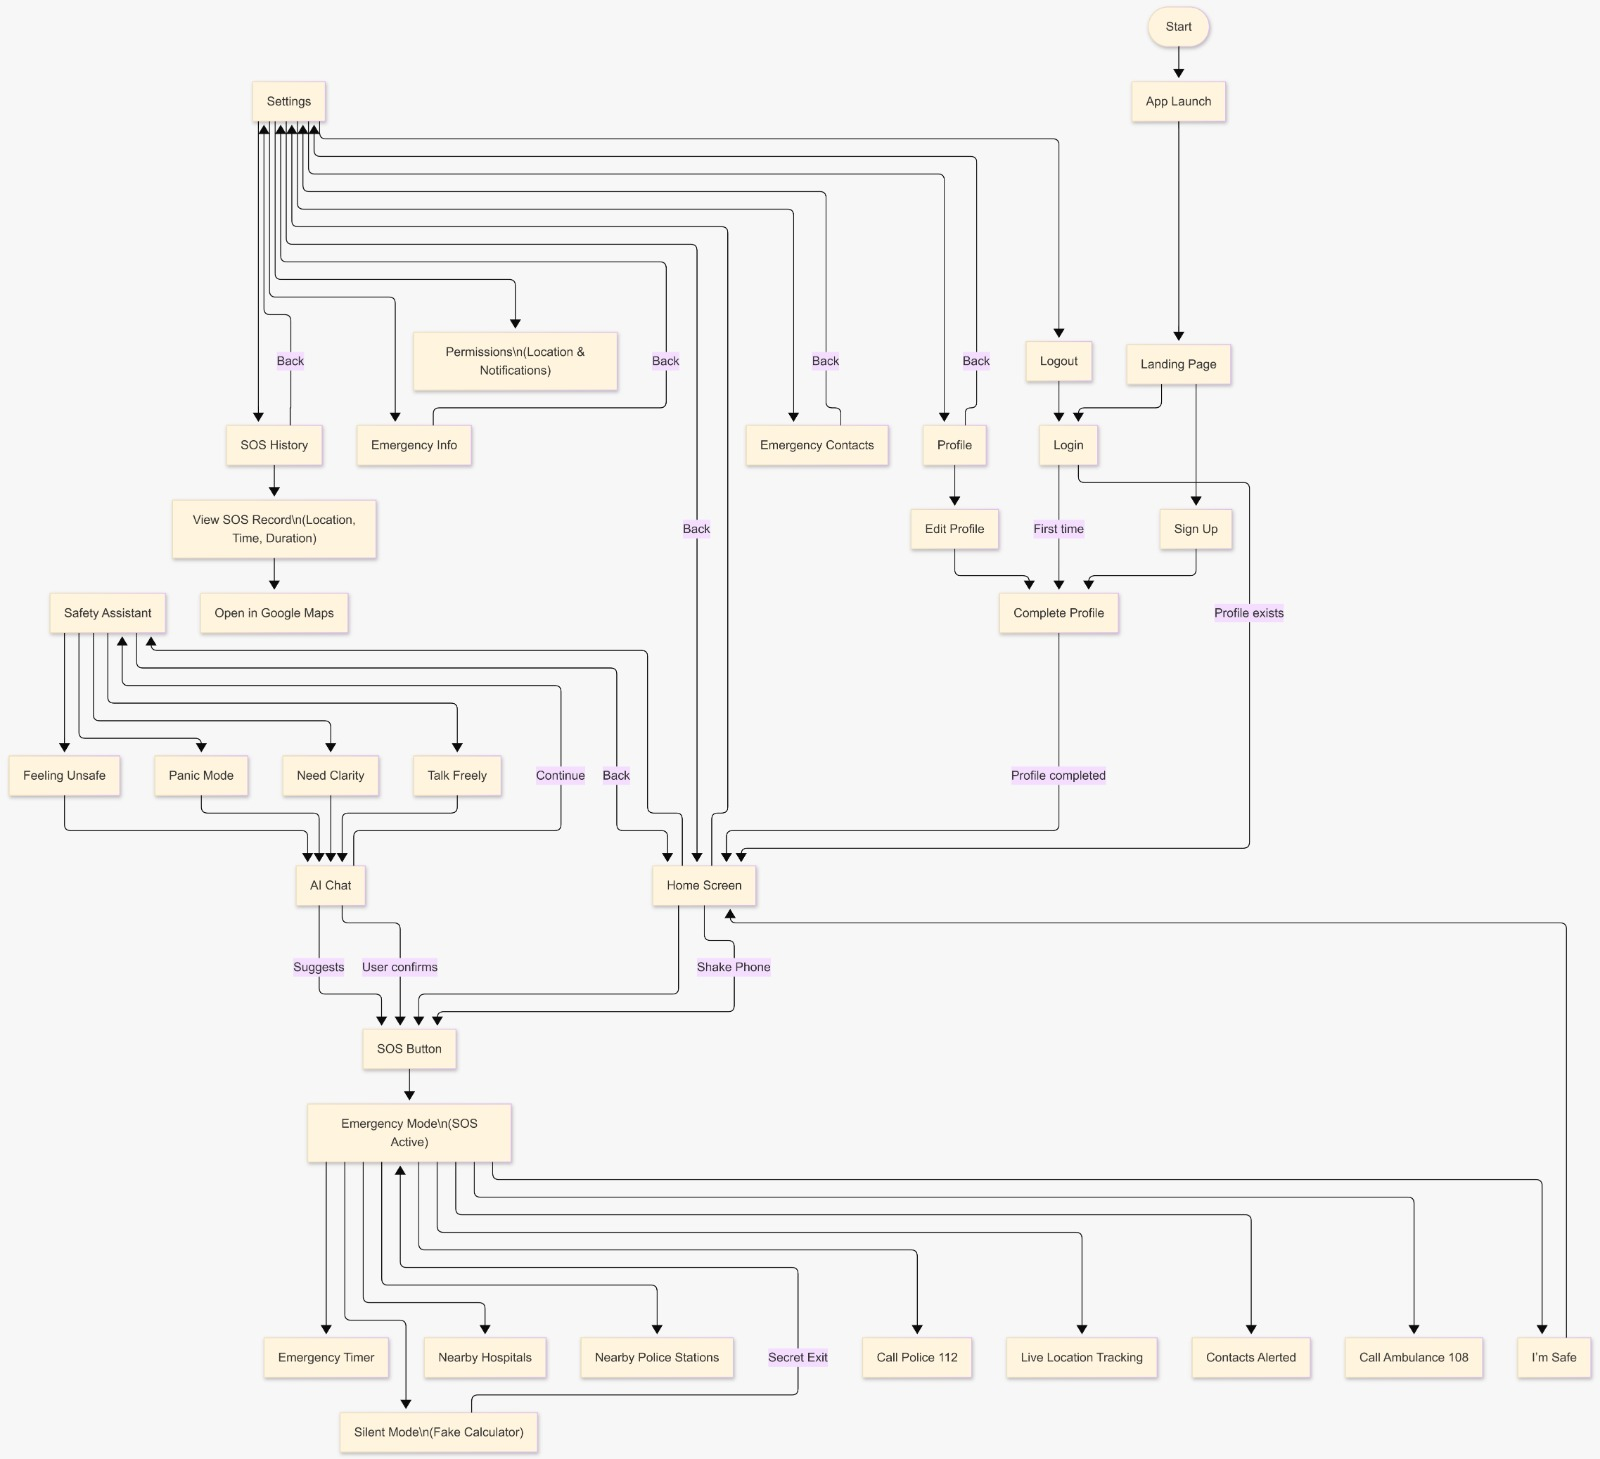 Start
Settings
App Launch
Permissions\n(Location &
Notifications)
Back
Back
Back
Back
Logout
Landing Page
SOS History
Emergency Info
Emergency Contacts
Profile
Login
View SOS Record\n(Location,
Time, Duration)
Back
Edit Profile
First time
Sign Up
Safety Assistant
Open in Google Maps
Complete Profile
Profile exists
Feeling Unsafe
Panic Mode
Need Clarity
Talk Freely
Continue
Back
Profile completed
AI Chat
Home Screen
Suggests
User confirms
Shake Phone
SOS Button
Emergency Mode\n(SOS
Active)
Emergency Timer
Nearby Hospitals
Nearby Police Stations
Secret Exit
Call Police 112
Live Location Tracking
Contacts Alerted
Call Ambulance 108
I'm Safe
Silent Mode\n(Fake Calculator)